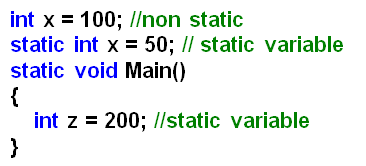 int x = 100; //non static
static int x = 50; // static variable
static void Main()
{
int z = 200; //static variable
}